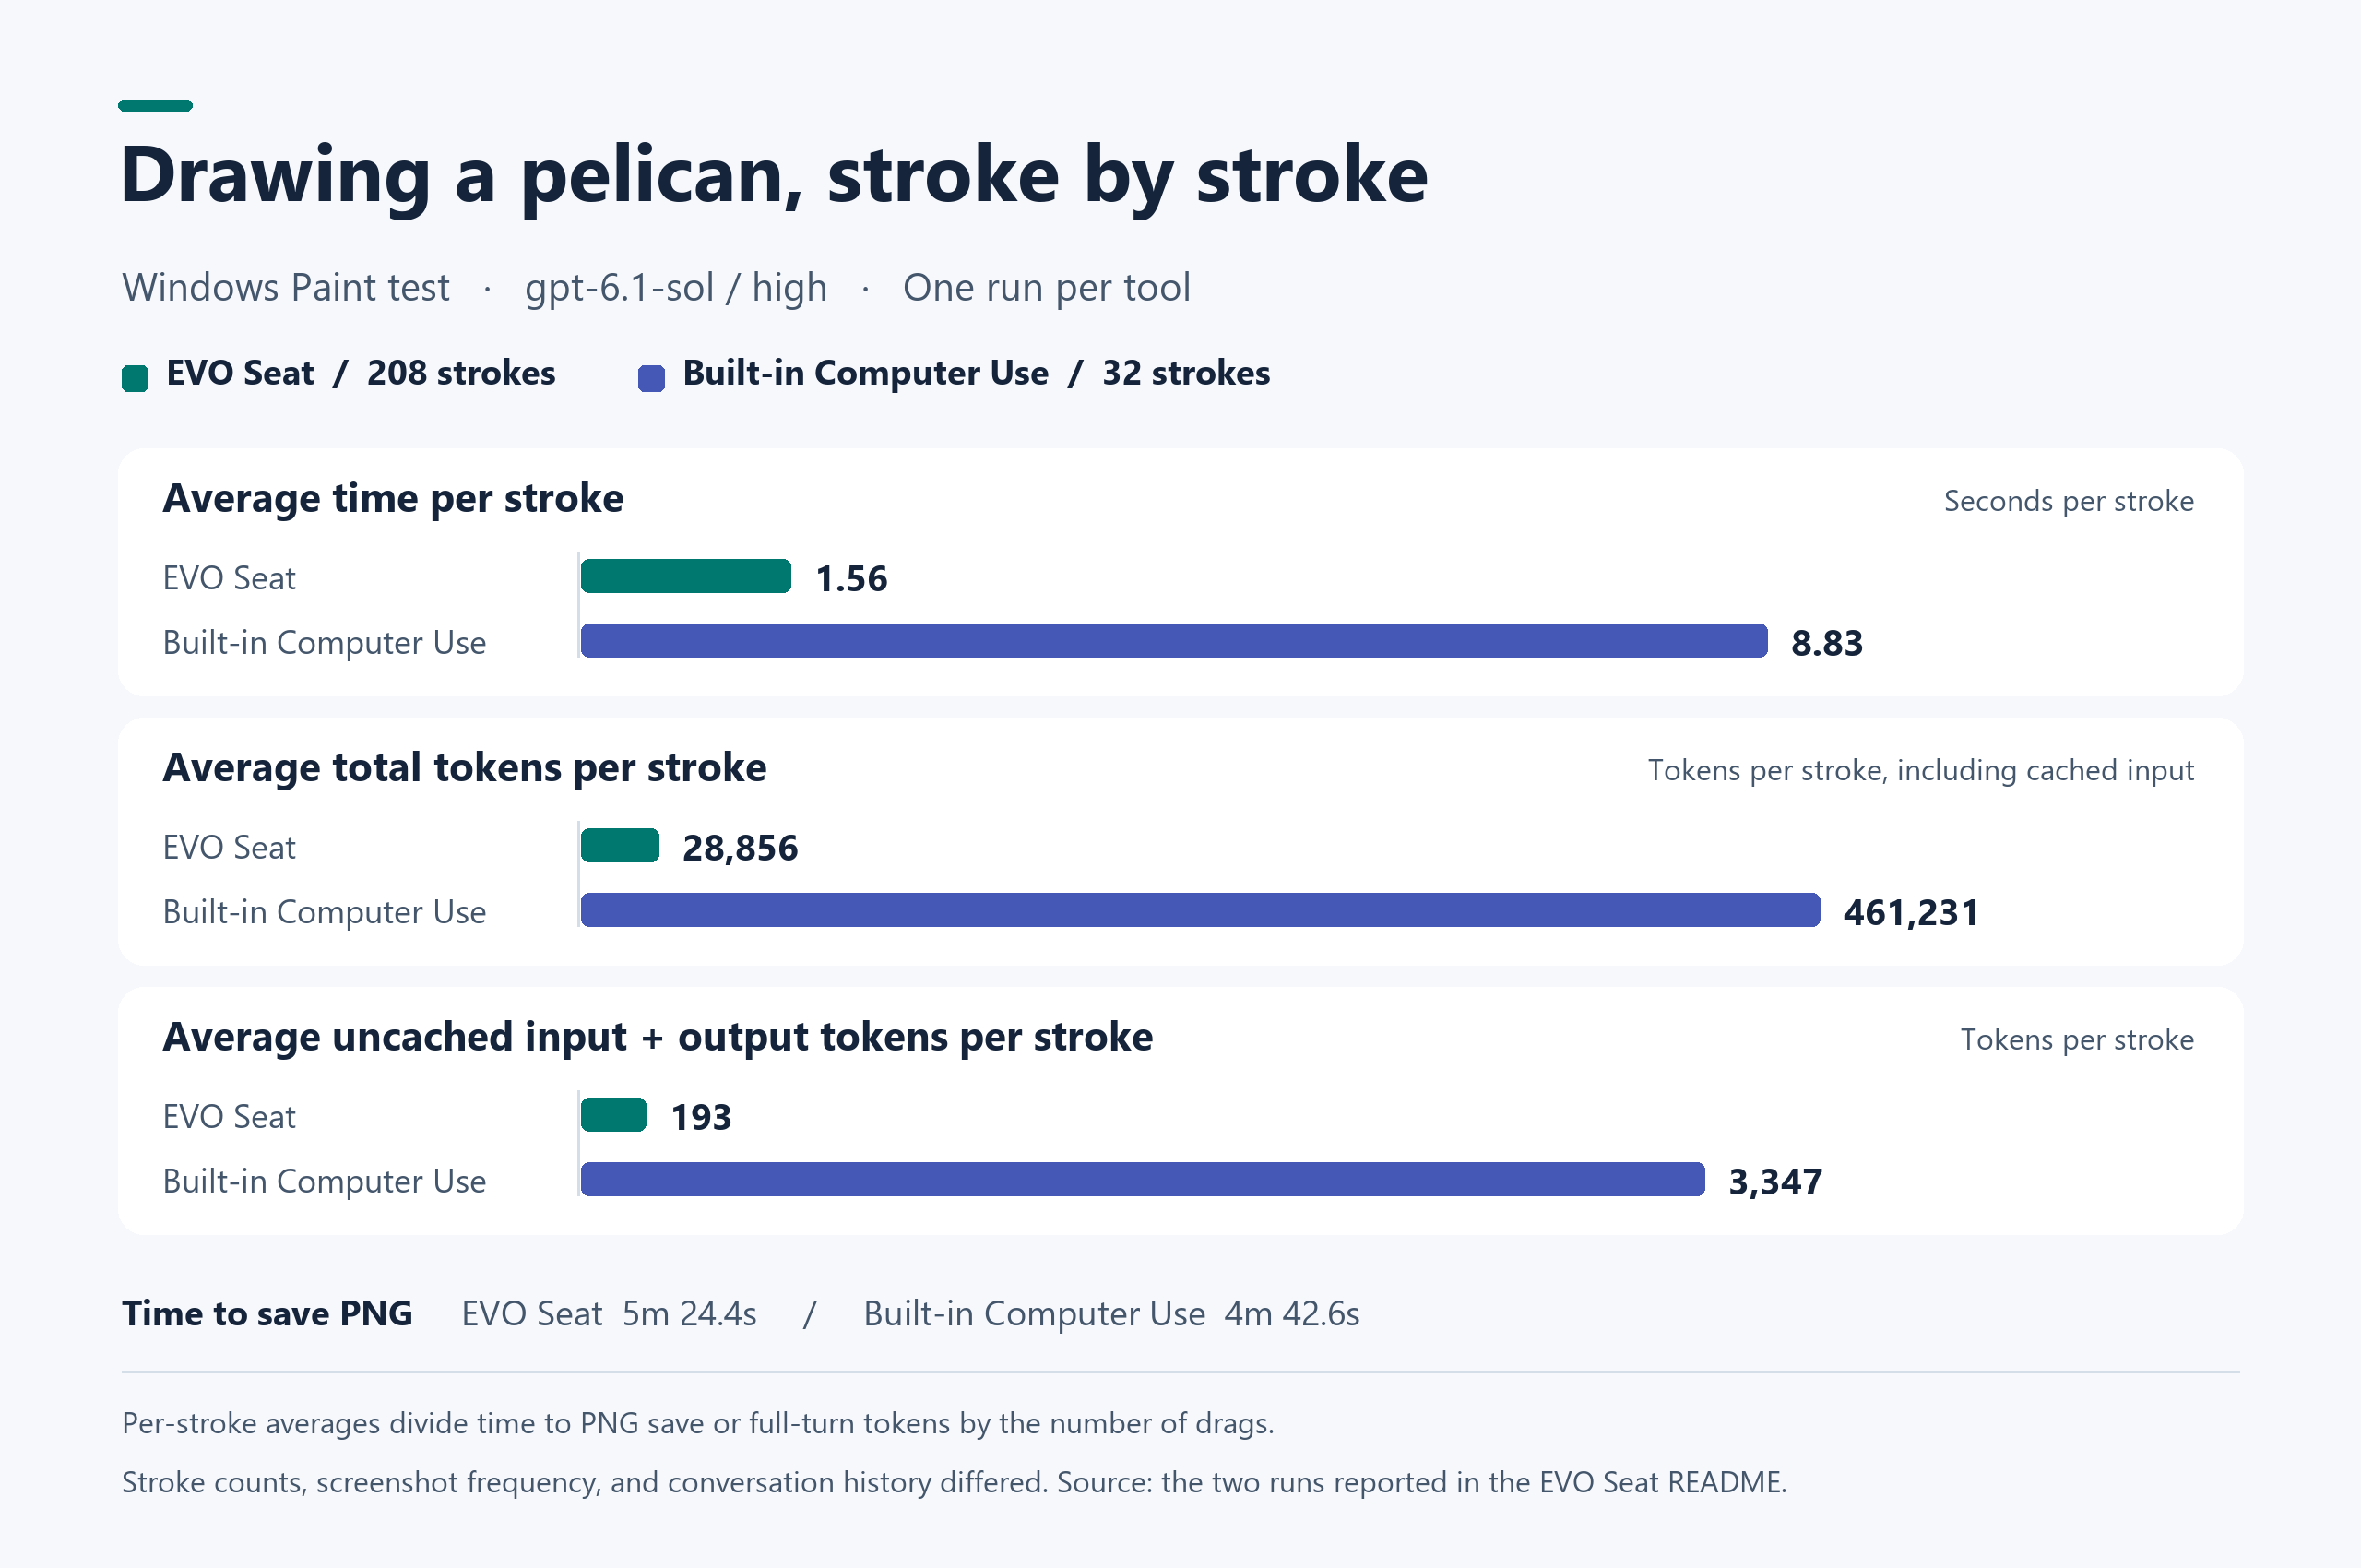 Drawing a pelican, stroke by stroke
Windows Paint test · gpt-6.1-sol / high · One run per tool
EVO Seat / 208 strokes Built-in Computer Use / 32 strokes
Average time per stroke Seconds per stroke
EVO Seat 1.56
Built-in Computer Use 8.83
Average total tokens per stroke Tokens per stroke, including cached input
EVO Seat 28,856
Built-in Computer Use 461,231
Average uncached input + output tokens per stroke Tokens per stroke
EVO Seat 193
Built-in Computer Use 3,347
Time to save PNG EVO Seat 5m 24.4s / Built-in Computer Use 4m 42.6s
Per-stroke averages divide time to PNG save or full-turn tokens by the number of drags.
Stroke counts, screenshot frequency, and conversation history differed. Source: the two runs reported in the EVO Seat README.